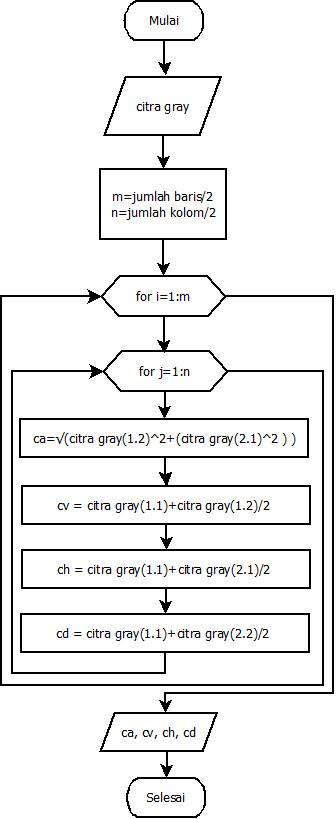 Mulai
citra gray
m=jumlah baris/2
n=jumlah kolom/2
for i=1:m
for j=1:n
ca=√(citra gray(1.2)^2+(citra gray(2.1)^2 ) )
cv = citra gray(1.1)+citra gray(1.2)/2
ch = citra gray(1.1)+citra gray(2.1)/2
cd = citra gray(1.1)+citra gray(2.2)/2
ca, cv, ch, cd
Selesai